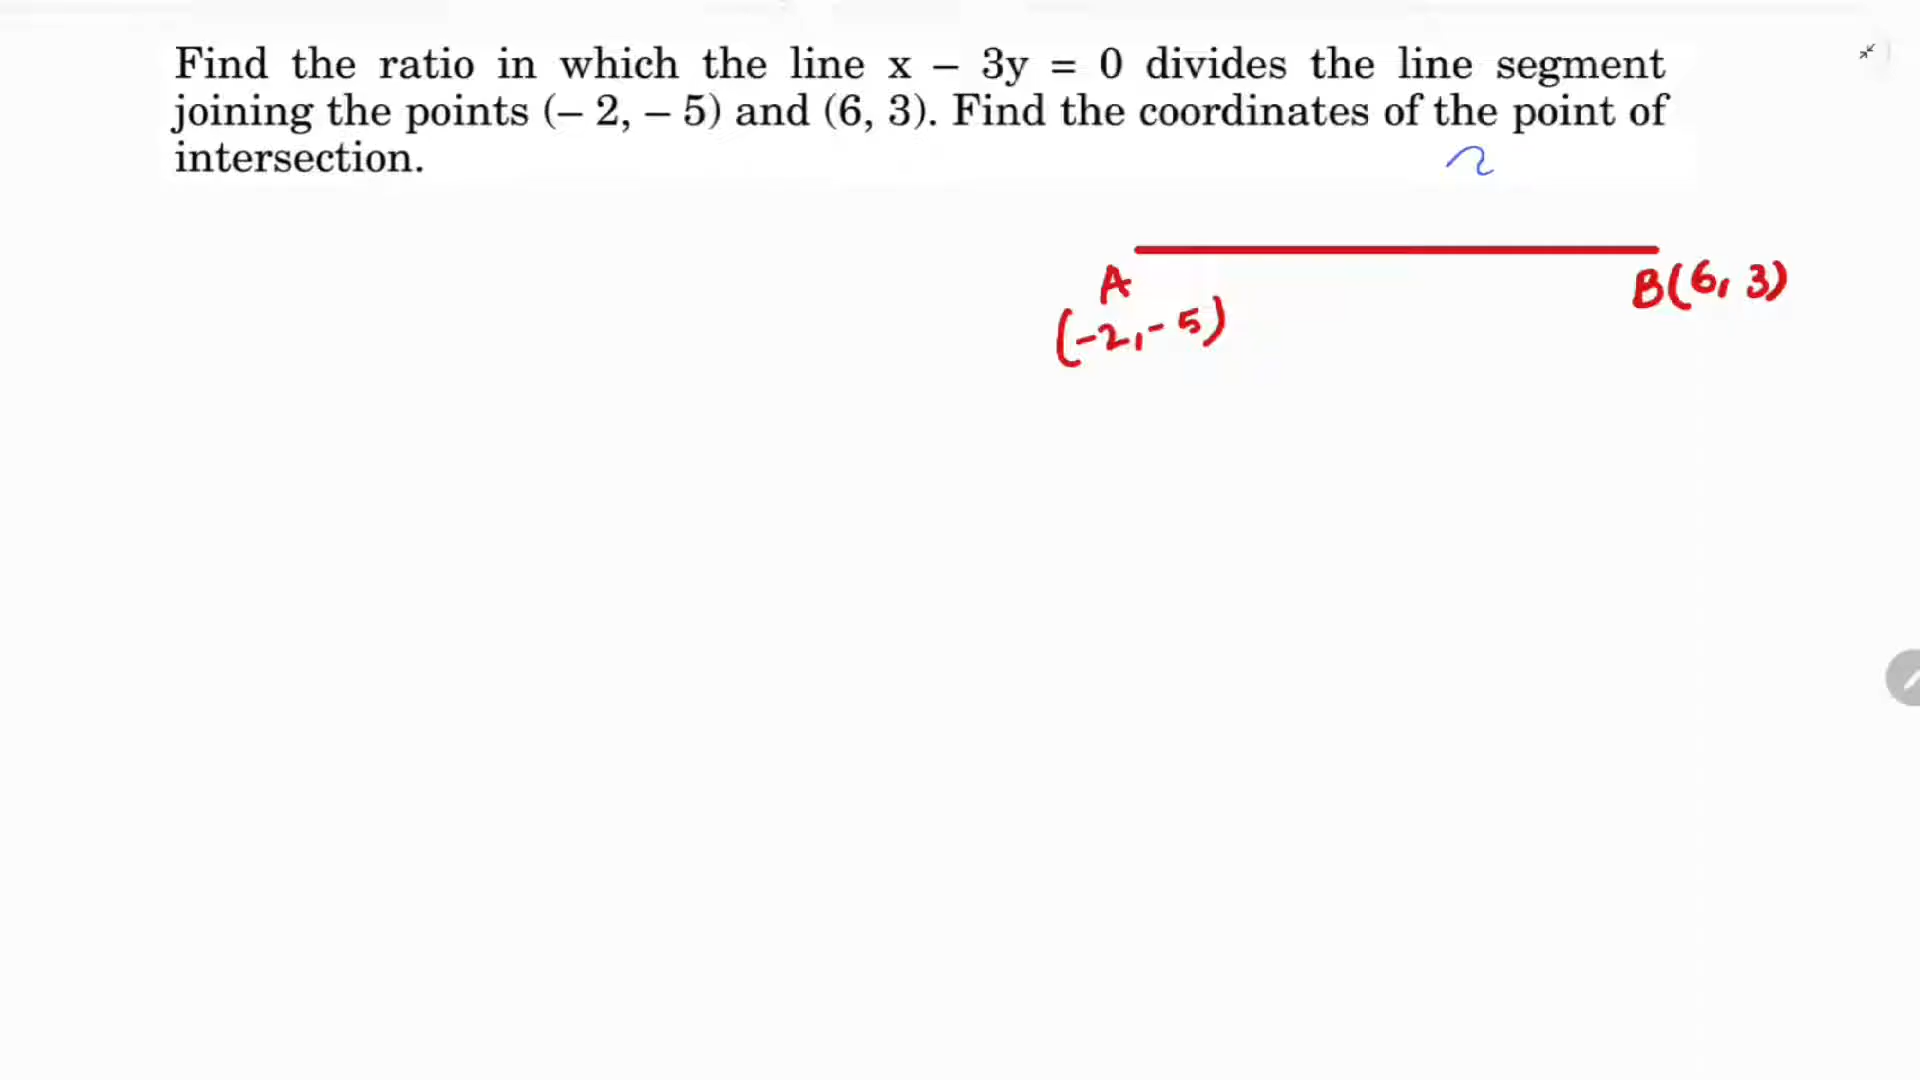 Find the ratio in which the line x – 3y = 0 divides the line segment
joining the points (– 2, – 5) and (6, 3). Find the coordinates of the point of
intersection.
A
B(6, 3)
(-2, -5)